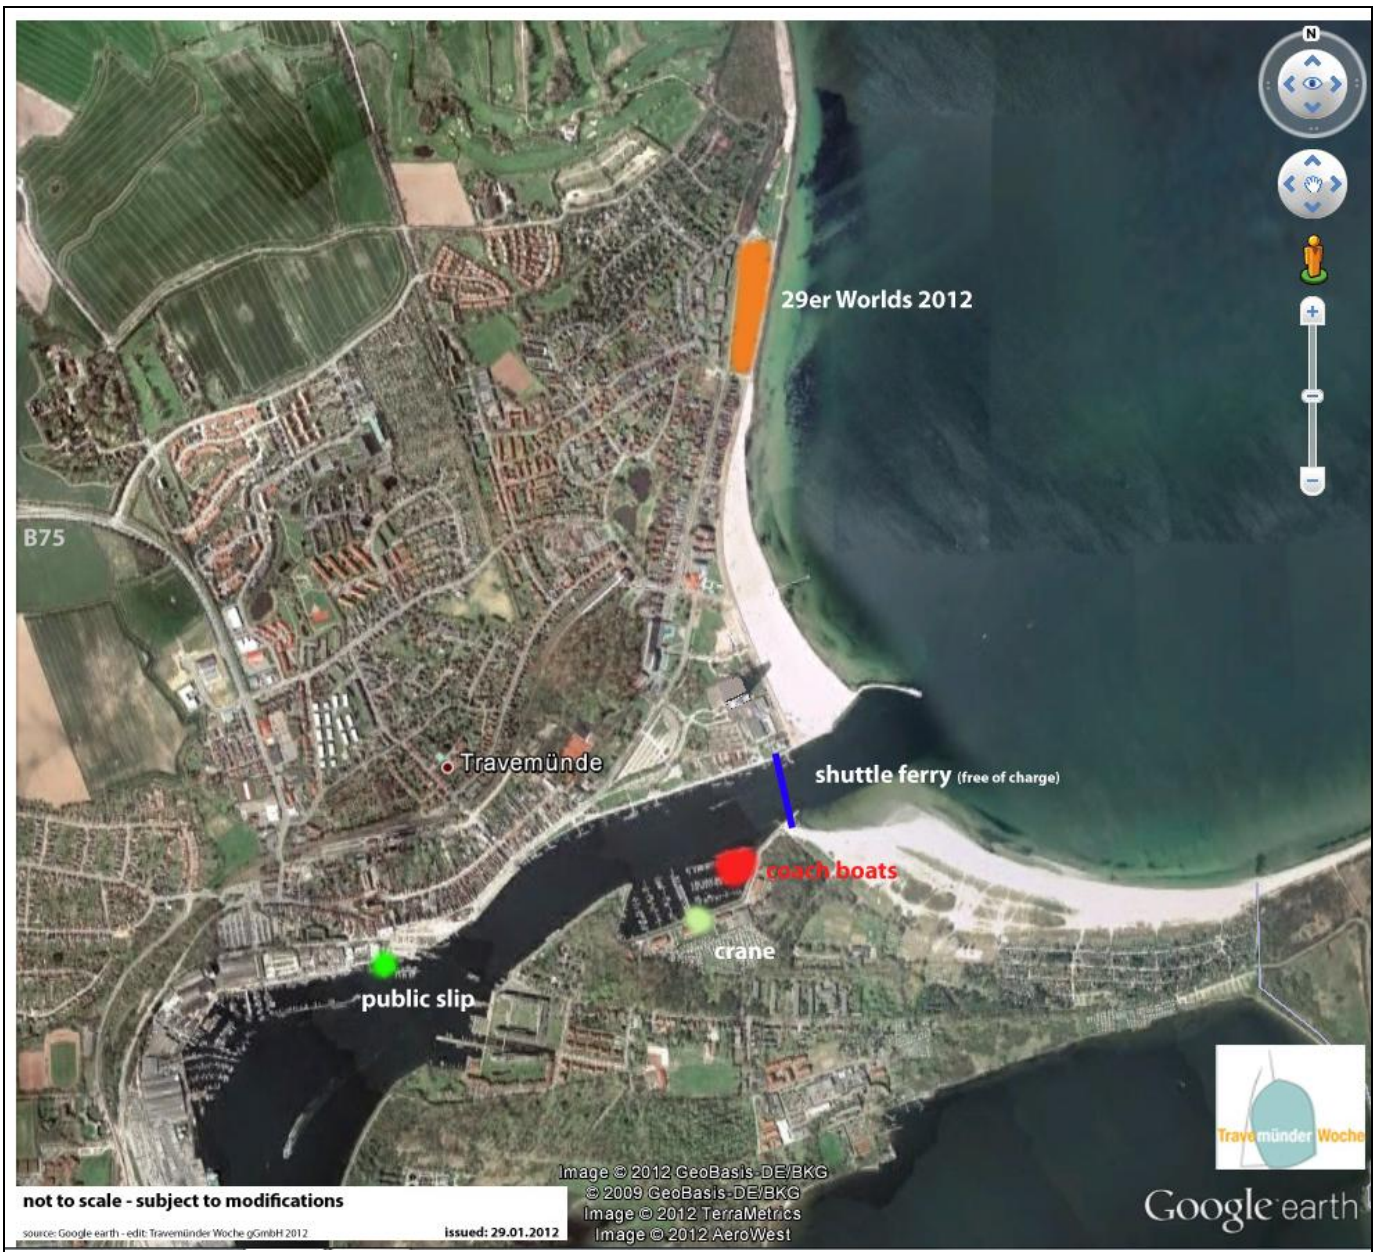 N
29er Worlds 2012
B75
Travemünde
shuttle ferry (free of charge)
coach boats
crane
public slip
Travemünder Woche
Image © 2012 GeoBasis-DE/BKG
© 2009 GeoBasis-DE/BKG
Image © 2012 TerraMetrics
Image © 2012 AeroWest
Google earth
not to scale - subject to modifications
source: Google earth - edit: Travemünder Woche gGmbH 2012
issued: 29.01.2012